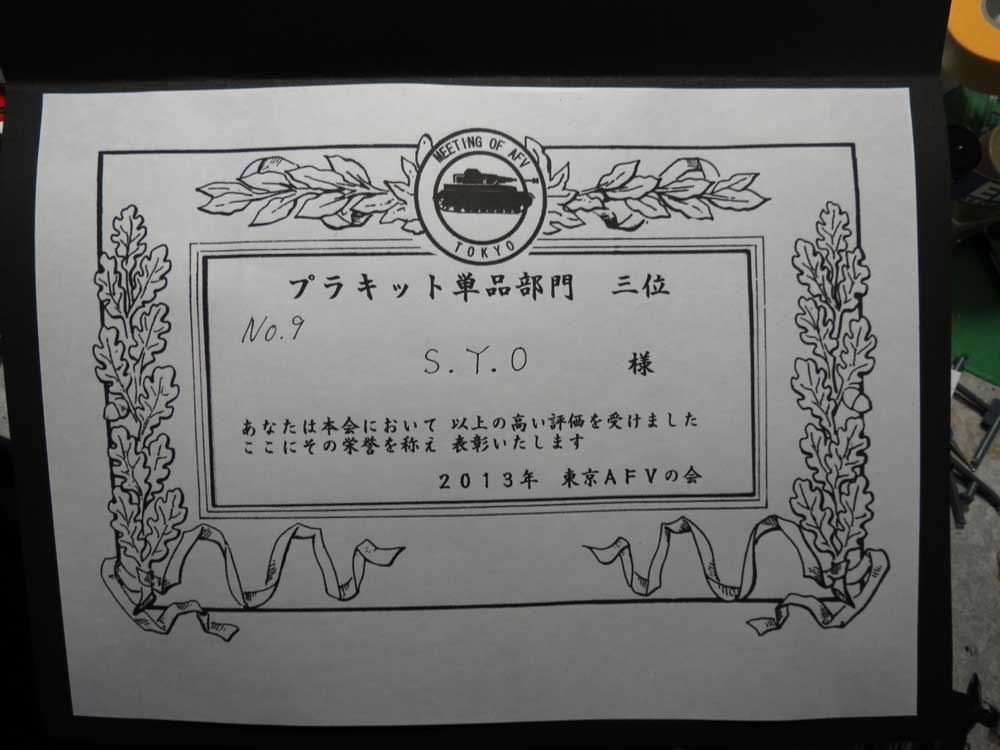 MEETING OF AFV
TOKYO
プラキット単品部門 三位
No.9
S.Y.O 様
あなたは本会において 以上の高い評価を受けました
ここにその栄誉を称え 表彰いたします
2013年 東京AFVの会